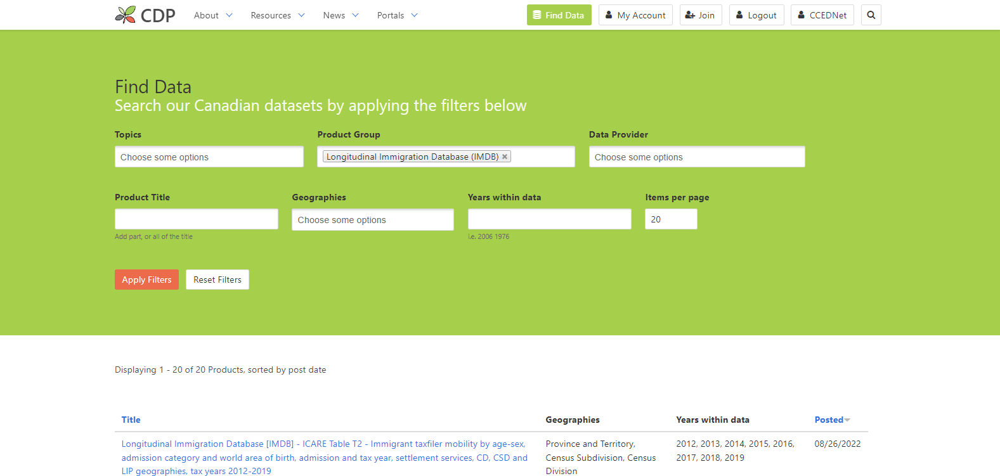 CDP About Resources News Portals Find Data My Account Join Logout CCEDNet
Find Data
Search our Canadian datasets by applying the filters below
Topics Product Group Data Provider
Choose some options Longitudinal Immigration Database (IMDB) Choose some options
Product Title Geographies Years within data Items per page
Choose some options 20
Add part, or all of the title i.e. 2006 1976
Apply Filters Reset Filters
Displaying 1 - 20 of 20 Products, sorted by post date
Title Geographies Years within data Posted
Longitudinal Immigration Database [IMDB] - ICARE Table T2 - Immigrant taxfiler mobility by age-sex, Province and Territory, 2012, 2013, 2014, 2015, 2016, 08/26/2022
admission category and world area of birth, admission and tax year, settlement services, CD, CSD and Census Subdivision, Census 2017, 2018, 2019
LIP geographies, tax years 2012-2019 Division